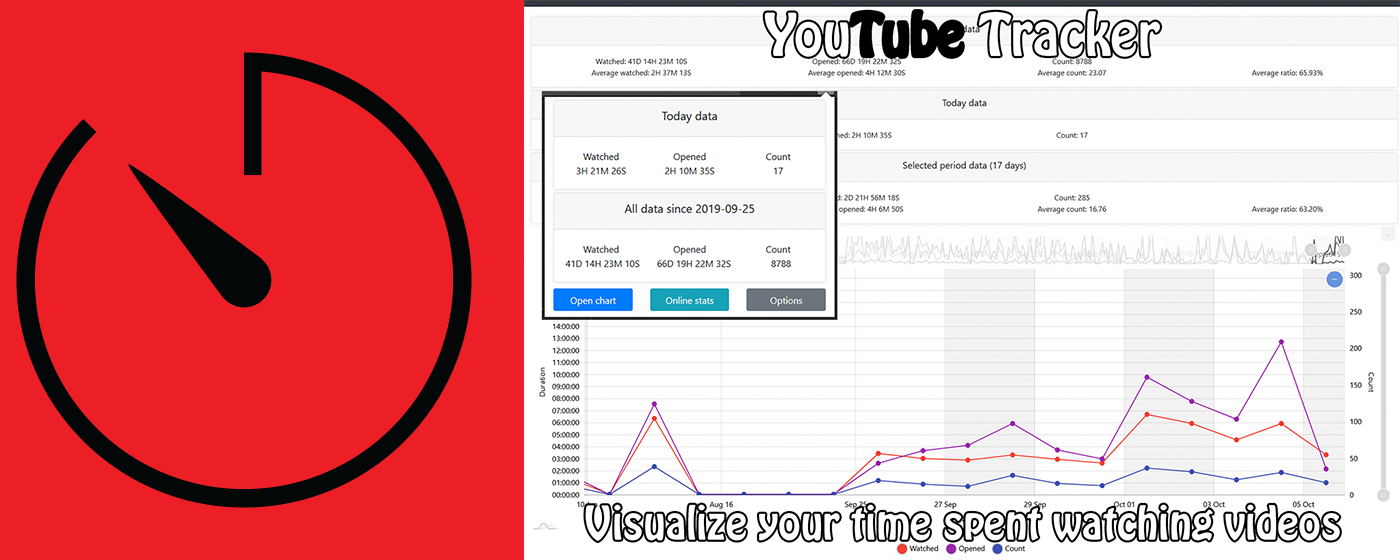 YouTube Tracker
data
Watched: 41D 14H 23M 10S
Opened: 66D 19H 22M 32S
Count: 8788
Average watched: 2H 37M 13S
Average opened: 4H 12M 30S
Average count: 23.07
Average ratio: 65.93%
Today data
2H 10M 35S
Count: 17
Selected period data (17 days)
2D 21H 56M 18S
Count: 285
opened: 4H 6M 50S
Average count: 16.76
Average ratio: 63.20%
Today data
Watched
Opened
Count
3H 21M 26S
2H 10M 35S
17
All data since 2019-09-25
Watched
Opened
Count
41D 14H 23M 10S
66D 19H 22M 32S
8788
Open chart
Online stats
Options
Duration
14:00:00
13:00:00
12:00:00
11:00:00
10:00:00
09:00:00
08:00:00
07:00:00
06:00:00
05:00:00
04:00:00
03:00:00
02:00:00
01:00:00
00:00:00
300
250
200
150
100
50
0
Count
Aug 16
Sep 25
27 Sep
29 Sep
Oct 01
03 Oct
05 Oct
Visualize your time spent watching videos
Watched
Opened
Count